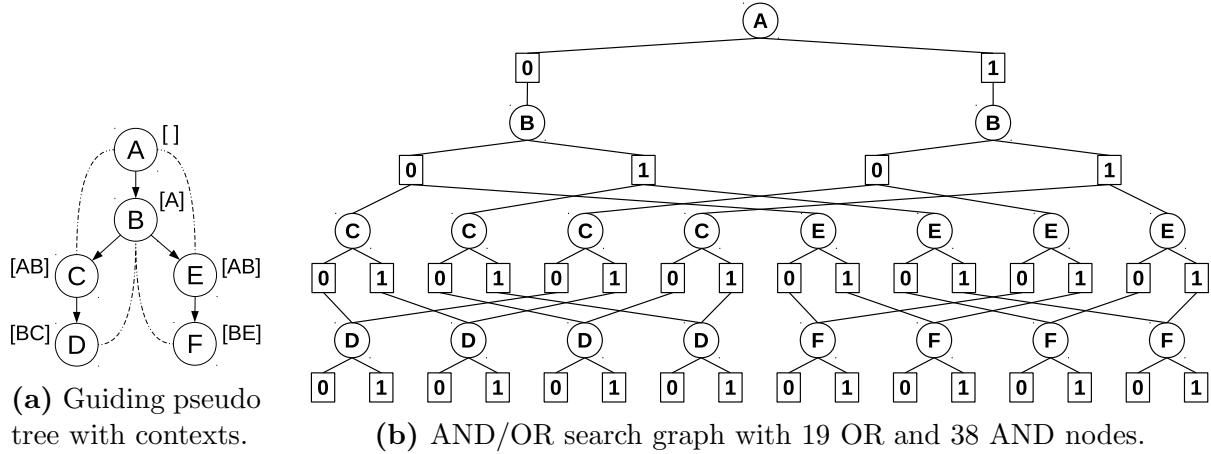 A [ ]
B [A]
[AB] C E [AB]
[BC] D F [BE]
(a) Guiding pseudo
tree with contexts.
A
0 1
B B
0 1 0 1
C C C C E E E E
0 1 0 1 0 1 0 1 0 1 0 1 0 1 0 1
D D D D F F F F
0 1 0 1 0 1 0 1 0 1 0 1 0 1 0 1
(b) AND/OR search graph with 19 OR and 38 AND nodes.